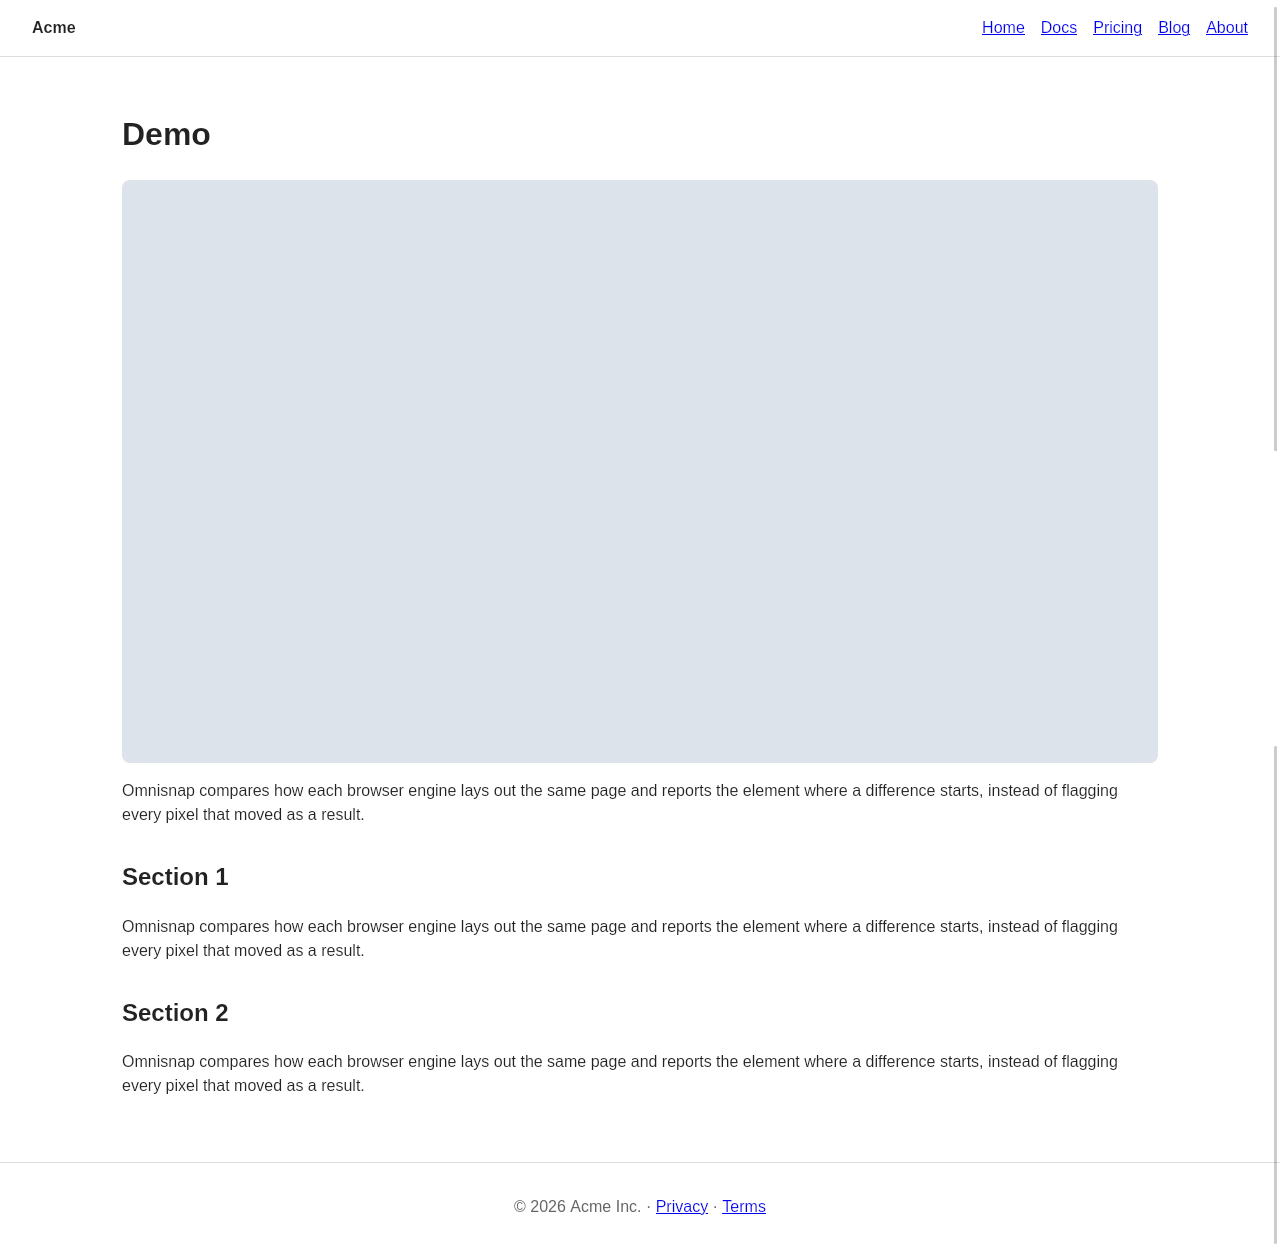 Acme
Home Docs Pricing Blog About
Demo
Omnisnap compares how each browser engine lays out the same page and reports the element where a difference starts, instead of flagging
every pixel that moved as a result.
Section 1
Omnisnap compares how each browser engine lays out the same page and reports the element where a difference starts, instead of flagging
every pixel that moved as a result.
Section 2
Omnisnap compares how each browser engine lays out the same page and reports the element where a difference starts, instead of flagging
every pixel that moved as a result.
© 2026 Acme Inc. · Privacy · Terms